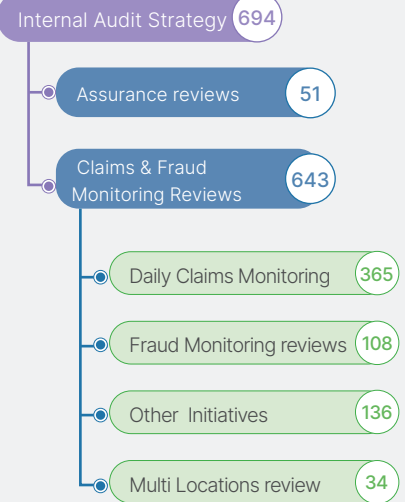 Internal Audit Strategy 694
Assurance reviews 51
Claims & Fraud
Monitoring Reviews 643
Daily Claims Monitoring 365
Fraud Monitoring reviews 108
Other Initiatives 136
Multi Locations review 34